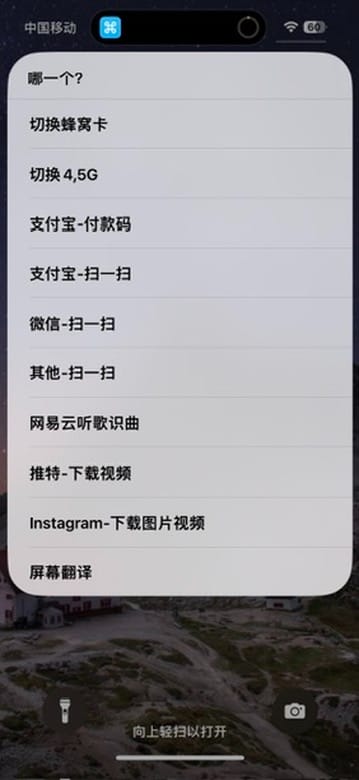 中国移动
60
哪一个?
切换蜂窝卡
切换4,5G
支付宝-付款码
支付宝-扫一扫
微信-扫一扫
其他-扫一扫
网易云听歌识曲
推特-下载视频
Instagram-下载图片视频
屏幕翻译
向上轻扫以打开